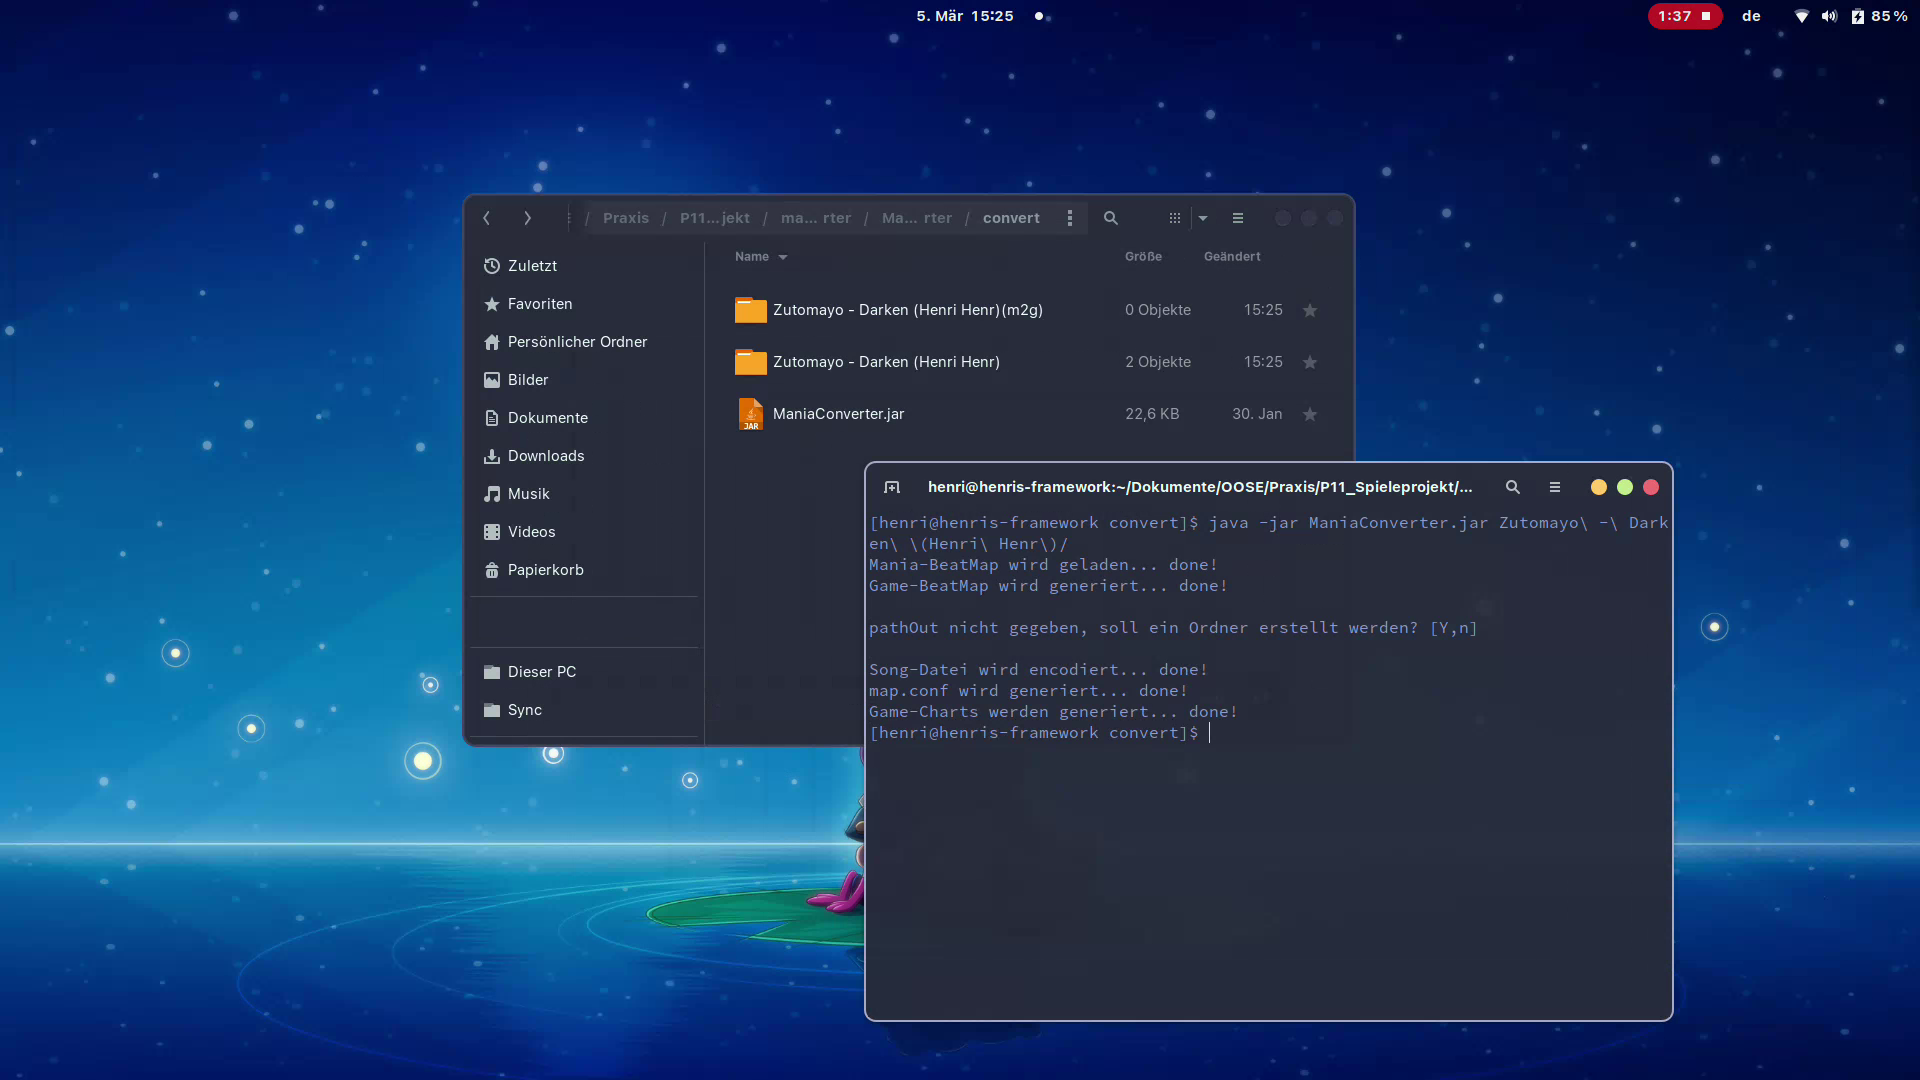 5. Mär 15:25
1:37
de
85%
/ Praxis / P11...jekt / ma... rter / Ma... rter / convert
Name
Größe
Geändert
Zuletzt
Favoriten
Persönlicher Ordner
Bilder
Dokumente
Downloads
Musik
Videos
Papierkorb
Dieser PC
Sync
Zutomayo - Darken (Henri Henr)(m2g) 0 Objekte 15:25
Zutomayo - Darken (Henri Henr) 2 Objekte 15:25
JAR
ManiaConverter.jar 22,6 KB 30. Jan
henri@henris-framework:~/Dokumente/OOSE/Praxis/P11_Spieleprojekt/...
[henri@henris-framework convert]$ java -jar ManiaConverter.jar Zutomayo\ -\ Dark
en\ \(Henri\ Henr\)/
Mania-BeatMap wird geladen... done!
Game-BeatMap wird generiert... done!
pathOut nicht gegeben, soll ein Ordner erstellt werden? [Y,n]
Song-Datei wird encodiert... done!
map.conf wird generiert... done!
Game-Charts werden generiert... done!
[henri@henris-framework convert]$